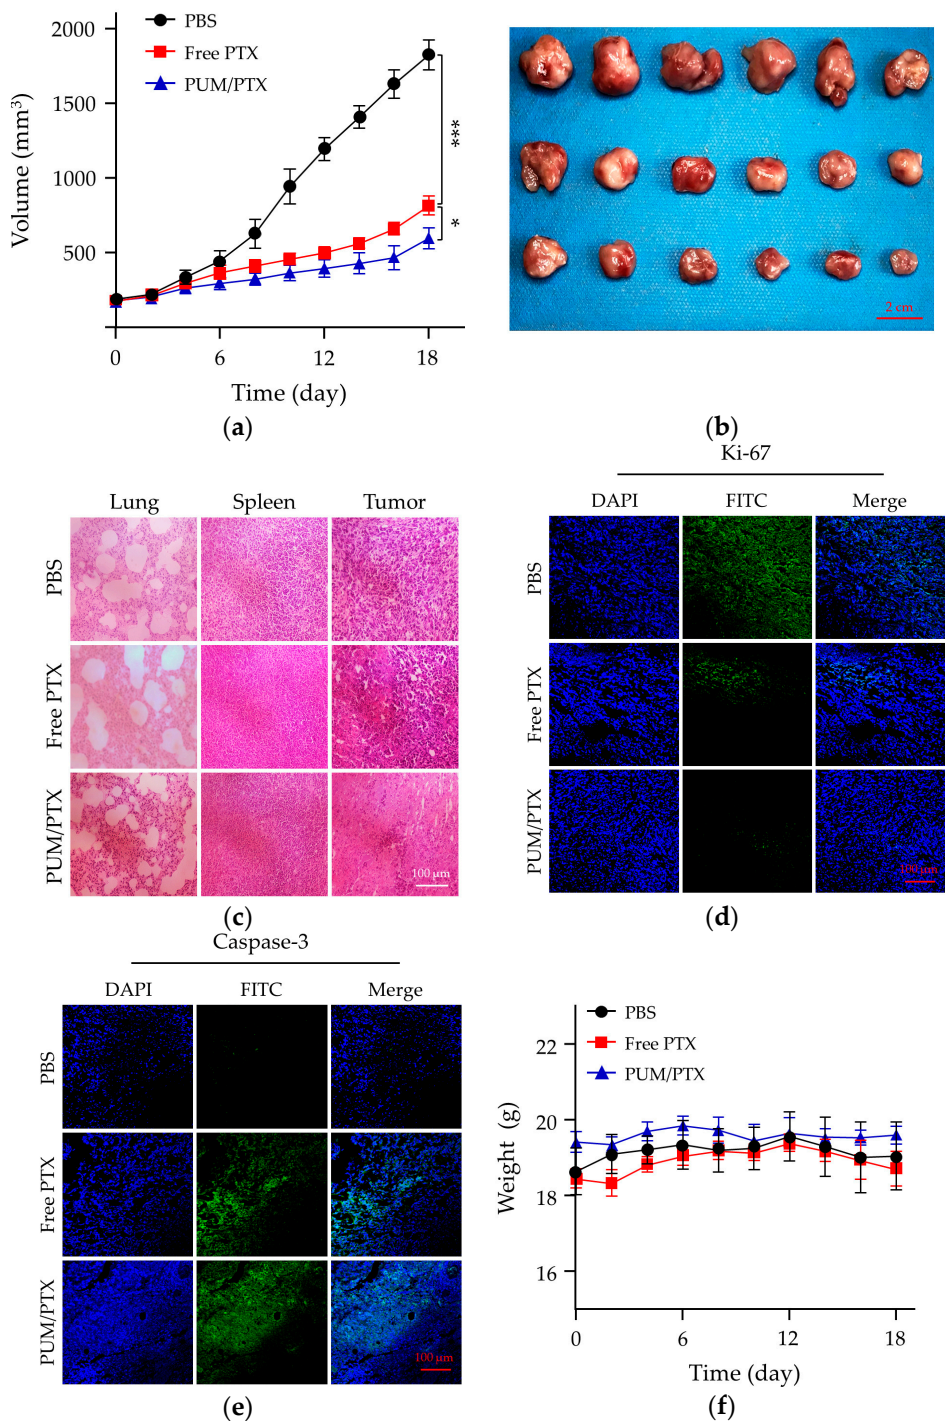 PBS
Free PTX
PUM/PTX
2000
1500
1000
500
Volume (mm³)
***
*
0 6 12 18
Time (day)
(a)
2 cm
(b)
Lung Spleen Tumor
PBS
Free PTX
PUM/PTX
100 μm
(c)
Ki-67
DAPI FITC Merge
PBS
Free PTX
PUM/PTX
100 μm
(d)
Caspase-3
DAPI FITC Merge
PBS
Free PTX
PUM/PTX
100 μm
(e)
PBS
Free PTX
PUM/PTX
22
20
18
16
Weight (g)
0 6 12 18
Time (day)
(f)